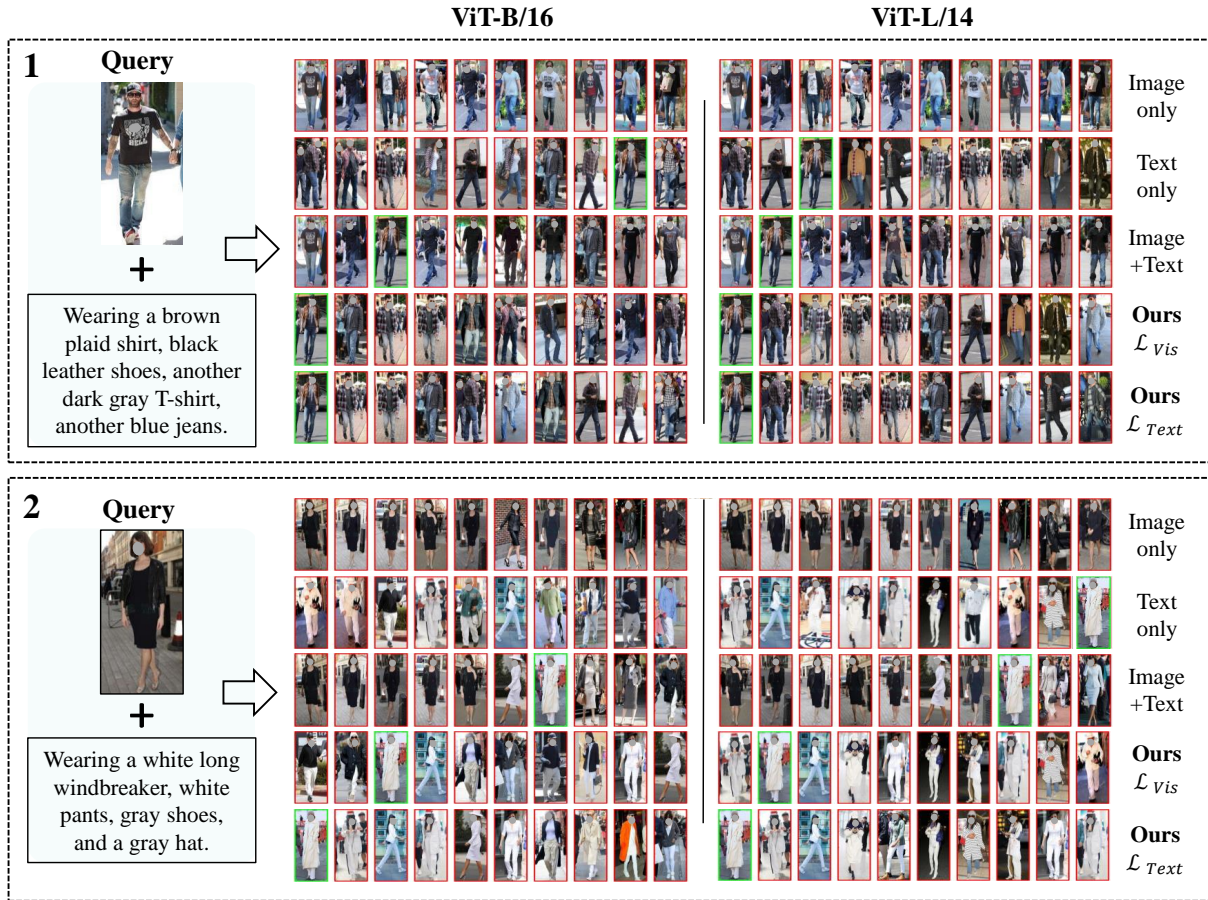 ViT-B/16
ViT-L/14
1
Query
+
Wearing a brown
plaid shirt, black
leather shoes, another
dark gray T-shirt,
another blue jeans.
Image
only
Text
only
Image
+Text
Ours
ℒ Vis
Ours
ℒ Text
2
Query
+
Wearing a white long
windbreaker, white
pants, gray shoes,
and a gray hat.
Image
only
Text
only
Image
+Text
Ours
ℒ Vis
Ours
ℒ Text